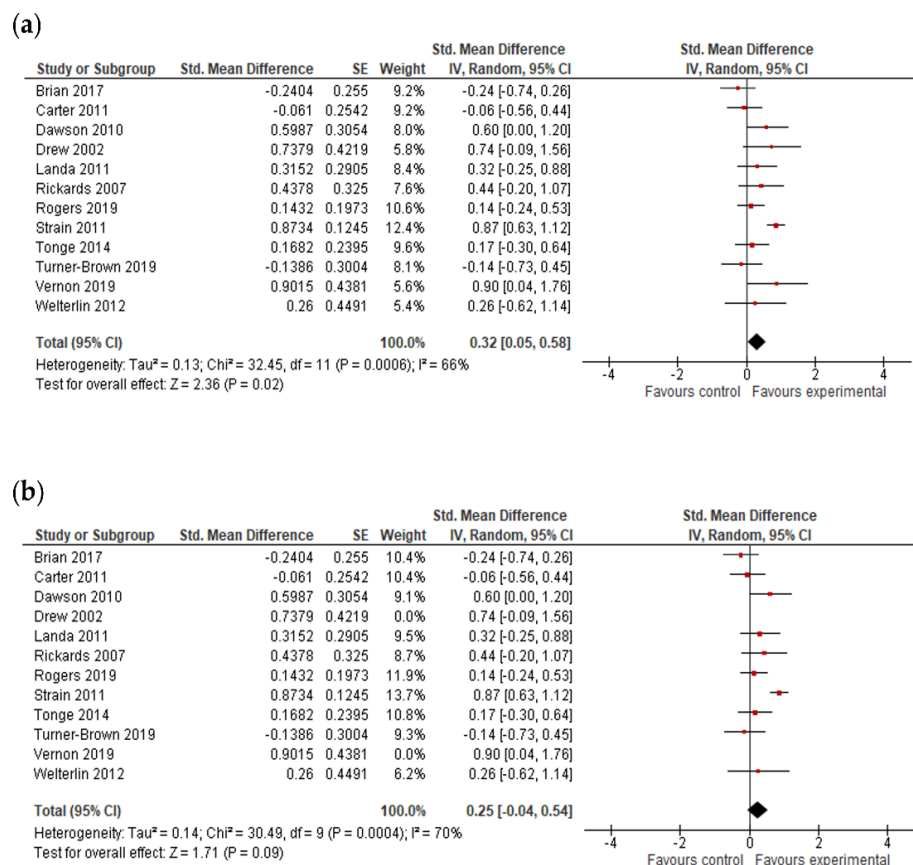 (a)
Std. Mean Difference Std. Mean Difference
Study or Subgroup Std. Mean Difference SE Weight IV, Random, 95% CI IV, Random, 95% CI
Brian 2017 -0.2404 0.255 9.2% -0.24 [-0.74, 0.26]
Carter 2011 -0.061 0.2542 9.2% -0.06 [-0.56, 0.44]
Dawson 2010 0.5987 0.3054 8.0% 0.60 [0.00, 1.20]
Drew 2002 0.7379 0.4219 5.8% 0.74 [-0.09, 1.56]
Landa 2011 0.3152 0.2905 8.4% 0.32 [-0.25, 0.88]
Rickards 2007 0.4378 0.325 7.6% 0.44 [-0.20, 1.07]
Rogers 2019 0.1432 0.1973 10.6% 0.14 [-0.24, 0.53]
Strain 2011 0.8734 0.1245 12.4% 0.87 [0.63, 1.12]
Tonge 2014 0.1682 0.2395 9.6% 0.17 [-0.30, 0.64]
Turner-Brown 2019 -0.1386 0.3004 8.1% -0.14 [-0.73, 0.45]
Vernon 2019 0.9015 0.4381 5.6% 0.90 [0.04, 1.76]
Welterlin 2012 0.26 0.4491 5.4% 0.26 [-0.62, 1.14]
Total (95% CI) 100.0% 0.32 [0.05, 0.58]
Heterogeneity: Tau² = 0.13; Chi² = 32.45, df = 11 (P = 0.0006); I² = 66%
Test for overall effect: Z = 2.36 (P = 0.02)
-4 -2 0 2 4
Favours control Favours experimental
(b)
Std. Mean Difference Std. Mean Difference
Study or Subgroup Std. Mean Difference SE Weight IV, Random, 95% CI IV, Random, 95% CI
Brian 2017 -0.2404 0.255 10.4% -0.24 [-0.74, 0.26]
Carter 2011 -0.061 0.2542 10.4% -0.06 [-0.56, 0.44]
Dawson 2010 0.5987 0.3054 9.1% 0.60 [0.00, 1.20]
Drew 2002 0.7379 0.4219 0.0% 0.74 [-0.09, 1.56]
Landa 2011 0.3152 0.2905 9.5% 0.32 [-0.25, 0.88]
Rickards 2007 0.4378 0.325 8.7% 0.44 [-0.20, 1.07]
Rogers 2019 0.1432 0.1973 11.9% 0.14 [-0.24, 0.53]
Strain 2011 0.8734 0.1245 13.7% 0.87 [0.63, 1.12]
Tonge 2014 0.1682 0.2395 10.8% 0.17 [-0.30, 0.64]
Turner-Brown 2019 -0.1386 0.3004 9.3% -0.14 [-0.73, 0.45]
Vernon 2019 0.9015 0.4381 0.0% 0.90 [0.04, 1.76]
Welterlin 2012 0.26 0.4491 6.2% 0.26 [-0.62, 1.14]
Total (95% CI) 100.0% 0.25 [-0.04, 0.54]
Heterogeneity: Tau² = 0.14; Chi² = 30.49, df = 9 (P = 0.0004); I² = 70%
Test for overall effect: Z = 1.71 (P = 0.09)
-4 -2 0 2 4
Favours control Favours experimental